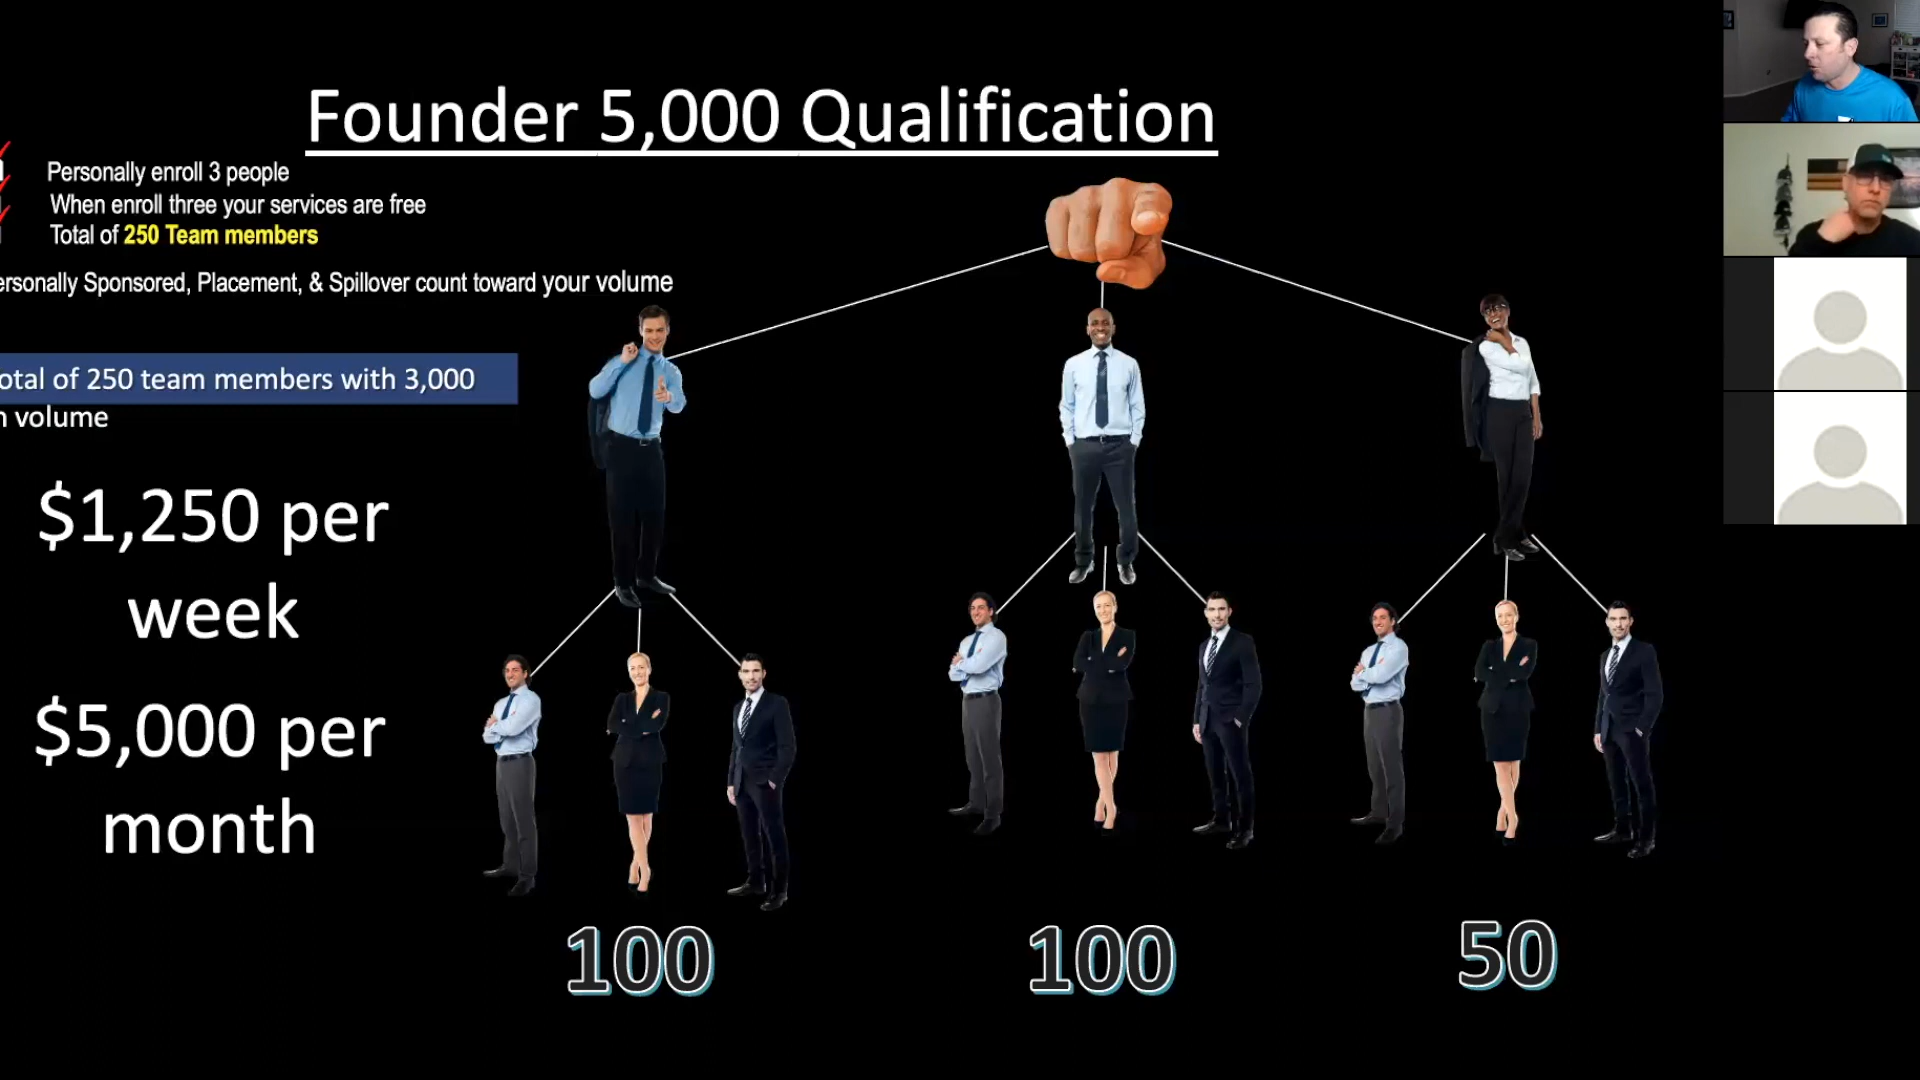 Founder 5,000 Qualification
Personally enroll 3 people
When enroll three your services are free
Total of 250 Team members
ersonally Sponsored, Placement, & Spillover count toward your volume
otal of 250 team members with 3,000
volume
$1,250 per
week
$5,000 per
month
100
100
50